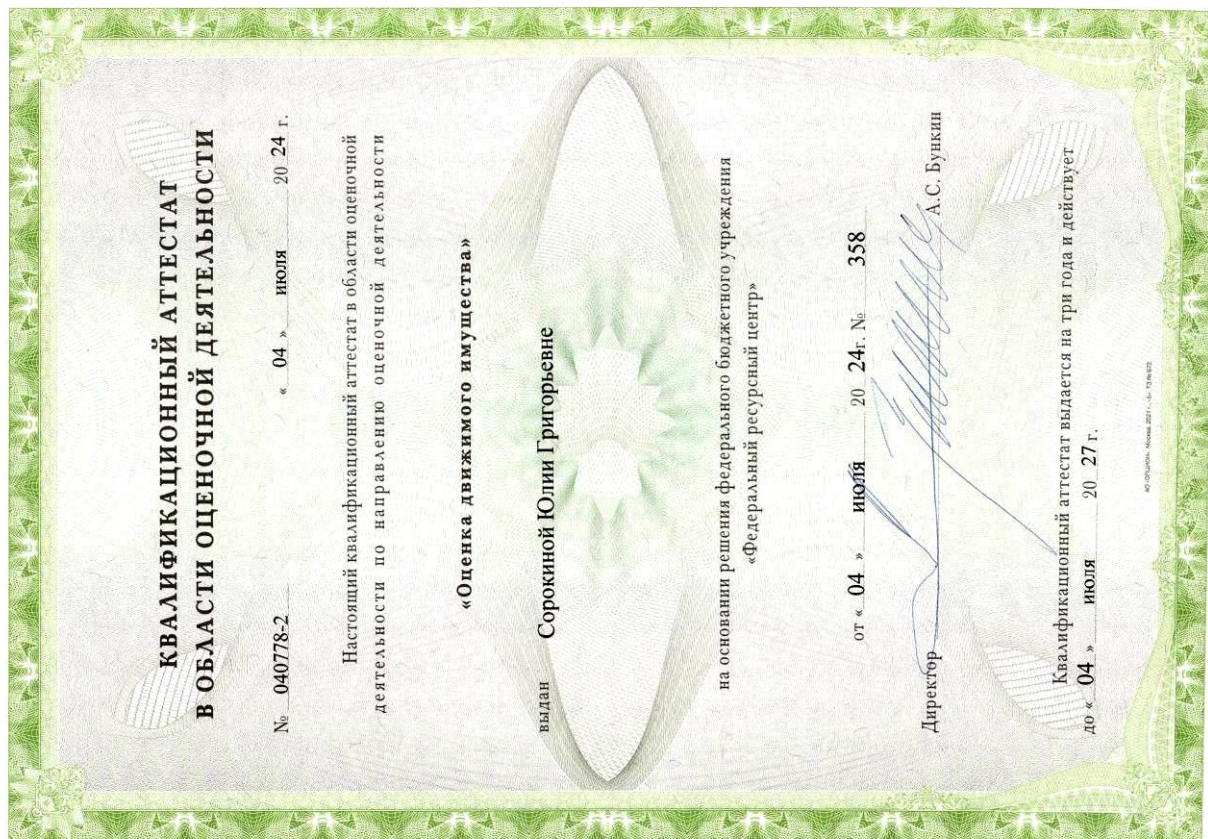 КВАЛИФИКАЦИОННЫЙ АТТЕСТАТ
В ОБЛАСТИ ОЦЕНОЧНОЙ ДЕЯТЕЛЬНОСТИ
№ 040778-2 « 04 » июля 20 24 г.
Настоящий квалификационный аттестат в области оценочной
деятельности по направлению оценочной деятельности
«Оценка движимого имущества»
выдан Сорокиной Юлии Григорьевне
на основании решения федерального бюджетного учреждения
«Федеральный ресурсный центр»
от « 04 » июля 20 24г. № 358
Директор А.С. Бункин
Квалификационный аттестат выдается на три года и действует
до « 04 » июля 20 27 г.